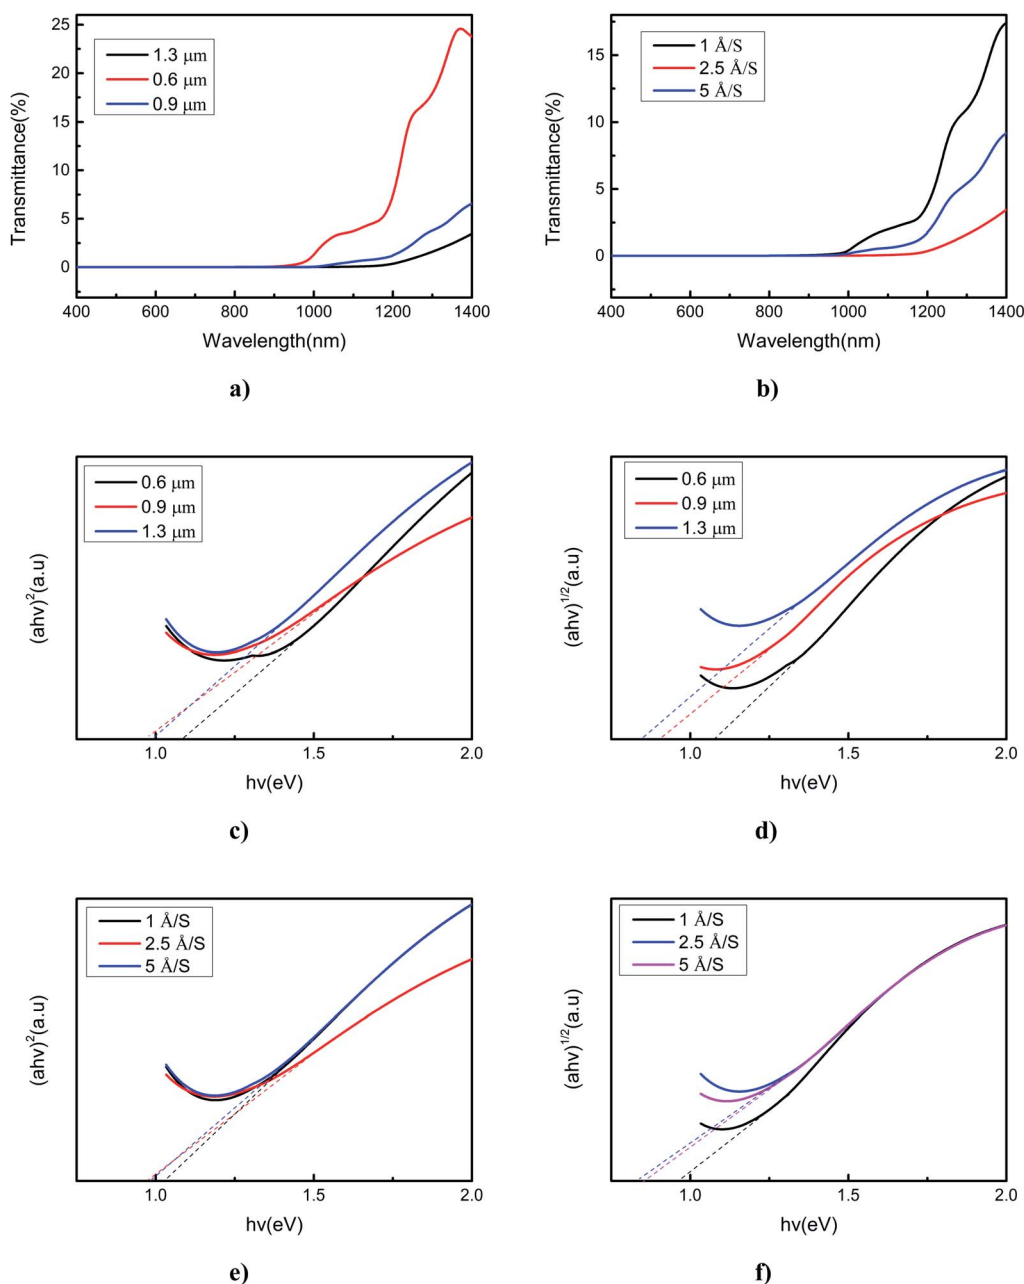 1.3 μm
0.6 μm
0.9 μm
Transmittance(%)
25
20
15
10
5
0
400 600 800 1000 1200 1400
Wavelength(nm)
a)
1 Å/S
2.5 Å/S
5 Å/S
Transmittance(%)
15
10
5
0
400 600 800 1000 1200 1400
Wavelength(nm)
b)
0.6 μm
0.9 μm
1.3 μm
(ahv)²(a.u)
1.0 1.5 2.0
hv(eV)
c)
0.6 μm
0.9 μm
1.3 μm
(ahv)^1/2(a.u)
1.0 1.5 2.0
hv(eV)
d)
1 Å/S
2.5 Å/S
5 Å/S
(ahv)²(a.u)
1.0 1.5 2.0
hv(eV)
e)
1 Å/S
2.5 Å/S
5 Å/S
(ahv)^1/2(a.u)
1.0 1.5 2.0
hv(eV)
f)